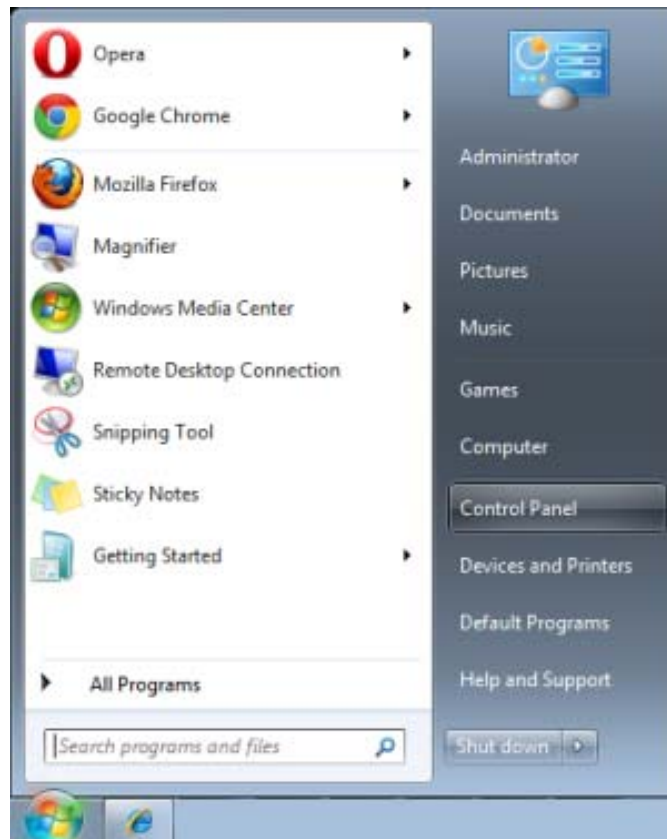 Opera
Google Chrome
Mozilla Firefox
Magnifier
Windows Media Center
Remote Desktop Connection
Snipping Tool
Sticky Notes
Getting Started
All Programs
Search programs and files
Administrator
Documents
Pictures
Music
Games
Computer
Control Panel
Devices and Printers
Default Programs
Help and Support
Shut down